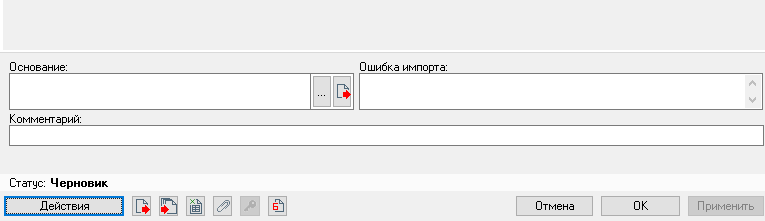 Основание: Ошибка импорта:
...
Комментарий:
Статус: Черновик
Действия Отмена OK Применить